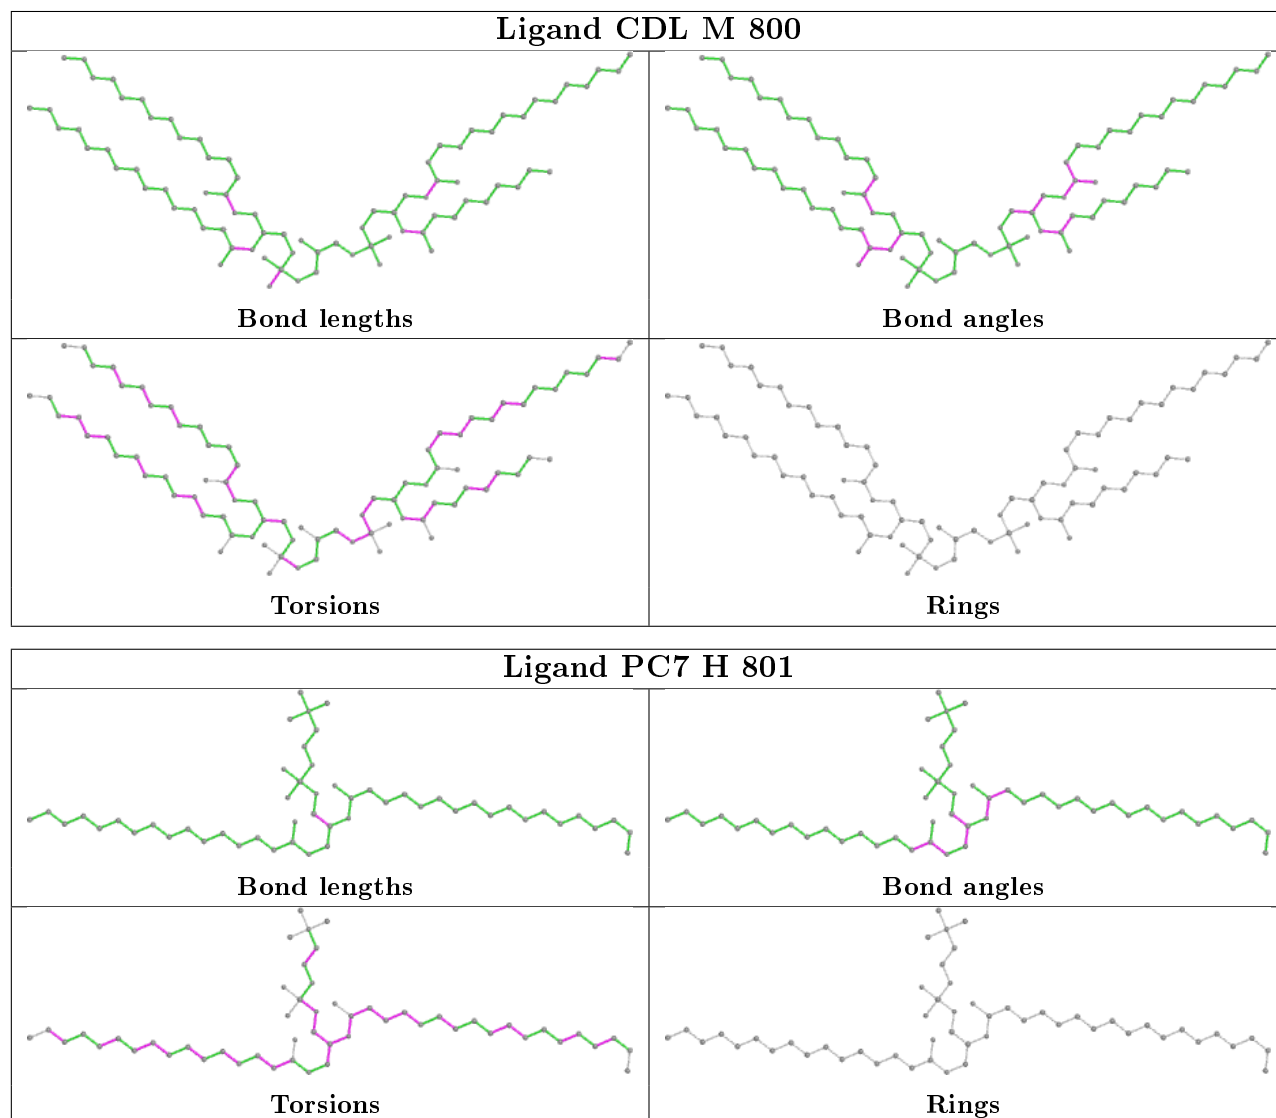 Ligand CDL M 800
Bond lengths
Bond angles
Torsions
Rings
Ligand PC7 H 801
Bond lengths
Bond angles
Torsions
Rings